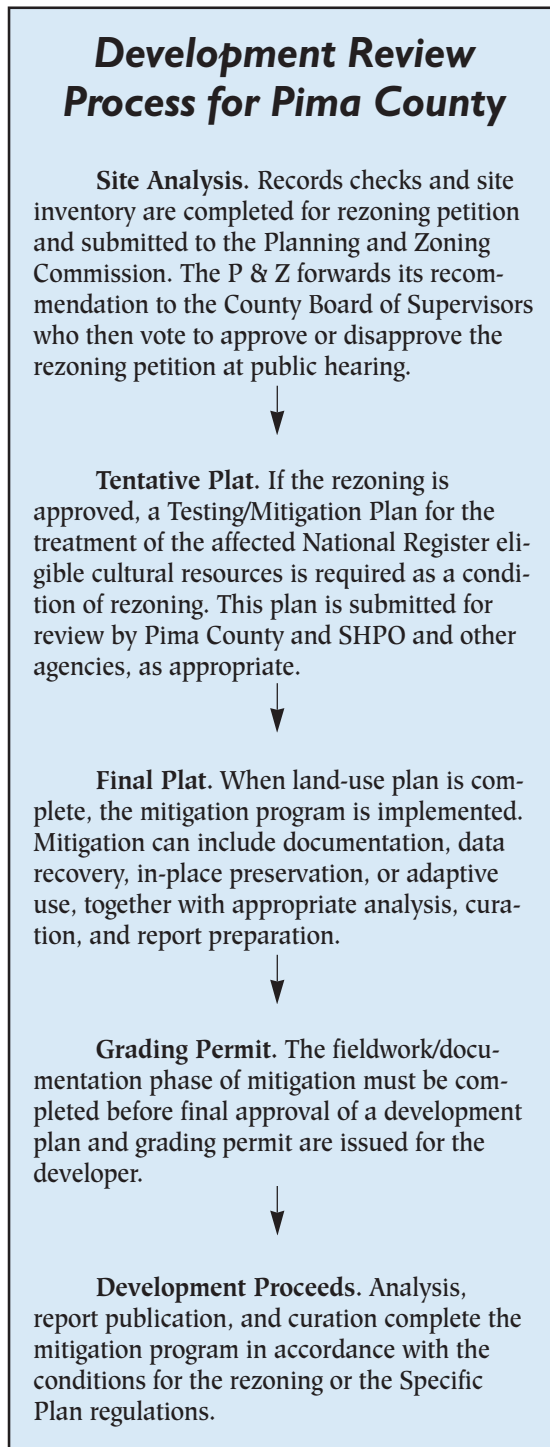 Development Review
Process for Pima County
Site Analysis. Records checks and site
inventory are completed for rezoning petition
and submitted to the Planning and Zoning
Commission. The P & Z forwards its recom-
mendation to the County Board of Supervisors
who then vote to approve or disapprove the
rezoning petition at public hearing.
Tentative Plat. If the rezoning is
approved, a Testing/Mitigation Plan for the
treatment of the affected National Register eli-
gible cultural resources is required as a condi-
tion of rezoning. This plan is submitted for
review by Pima County and SHPO and other
agencies, as appropriate.
Final Plat. When land-use plan is com-
plete, the mitigation program is implemented.
Mitigation can include documentation, data
recovery, in-place preservation, or adaptive
use, together with appropriate analysis, cura-
tion, and report preparation.
Grading Permit. The fieldwork/docu-
mentation phase of mitigation must be com-
pleted before final approval of a development
plan and grading permit are issued for the
developer.
Development Proceeds. Analysis,
report publication, and curation complete the
mitigation program in accordance with the
conditions for the rezoning or the Specific
Plan regulations.